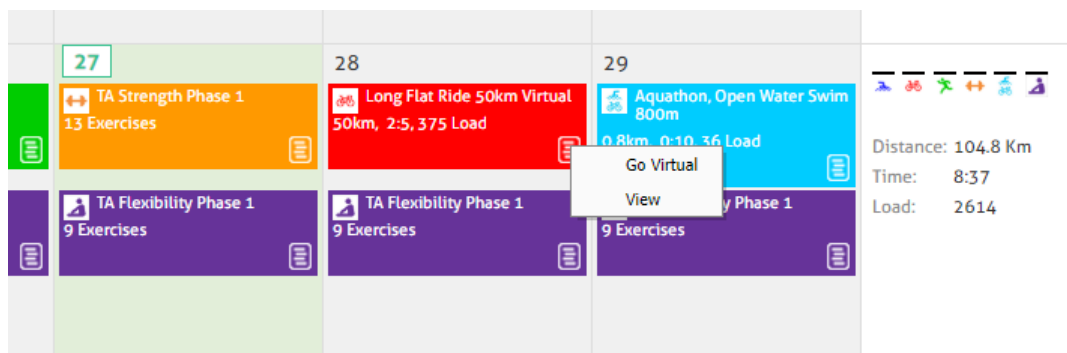 27
TA Strength Phase 1
13 Exercises
TA Flexibility Phase 1
9 Exercises
28
Long Flat Ride 50km Virtual
50km, 2:5, 375 Load
TA Flexibility Phase 1
9 Exercises
29
Aquathon, Open Water Swim
800m
0.8km, 0:10, 36 Load
Go Virtual
View
Phase 1
9 Exercises
Distance: 104.8 Km
Time: 8:37
Load: 2614